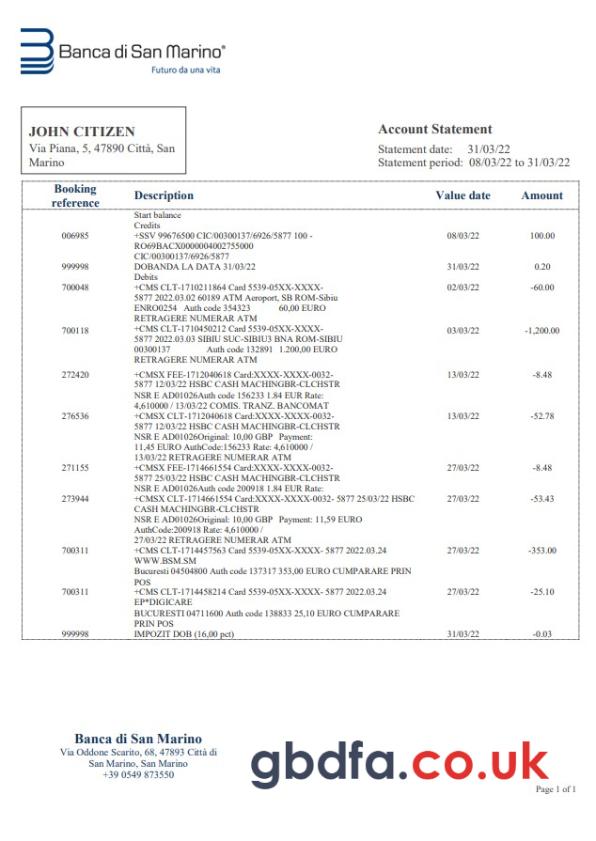 Banca di San Marino®
Futuro da una vita
JOHN CITIZEN
Via Piana, 5, 47890 Città, San
Marino
Account Statement
Statement date: 31/03/22
Statement period: 08/03/22 to 31/03/22
Booking reference Description Value date Amount
Start balance
Credits
006985 +SSV 99676500 CIC/00300137/6926/5877 100 - 08/03/22 100.00
RO69BACX0000004002755000
CIC/00300137/6926/5877
999998 DOBANDA LA DATA 31/03/22 31/03/22 0.20
Debits
700048 +CMS CLT-1710211864 Card 5539-05XX-XXXX- 02/03/22 -60.00
5877 2022.03.02 60189 ATM Aeroport, SB ROM-Sibiu
ENRO0254 Auth code 354323 60,00 EURO
RETRAGERE NUMERAR ATM
700118 +CMS CLT-1710450212 Card 5539-05XX-XXXX- 03/03/22 -1,200.00
5877 2022.03.03 SIBIU SUC-SIBIU3 BNA ROM-SIBIU
00300137 Auth code 132891 1.200,00 EURO
RETRAGERE NUMERAR ATM
272420 +CMSX FEE-1712040618 Card:XXXX-XXXX-0032- 13/03/22 -8.48
5877 12/03/22 HSBC CASH MACHINGBR-CLCHSTR
NSR E AD01026Auth code 156233 1.84 EUR Rate:
4,610000 / 13/03/22 COMIS. TRANZ. BANCOMAT
276536 +CMSX CLT-1712040618 Card:XXXX-XXXX-0032- 13/03/22 -52.78
5877 12/03/22 HSBC CASH MACHINGBR-CLCHSTR
NSR E AD01026Original: 10,00 GBP Payment:
11,45 EURO AuthCode:156233 Rate: 4,610000 /
13/03/22 RETRAGERE NUMERAR ATM
271155 +CMSX FEE-1714661554 Card:XXXX-XXXX-0032- 27/03/22 -8.48
5877 25/03/22 HSBC CASH MACHINGBR-CLCHSTR
NSR E AD01026Auth code 200918 1.84 EUR Rate:
273944 +CMSX CLT-1714661554 Card:XXXX-XXXX-0032- 5877 25/03/22 HSBC 27/03/22 -53.43
CASH MACHINGBR-CLCHSTR
NSR E AD01026Original: 10,00 GBP Payment: 11,59 EURO
AuthCode:200918 Rate: 4,610000 /
27/03/22 RETRAGERE NUMERAR ATM
700311 +CMS CLT-1714457563 Card 5539-05XX-XXXX- 5877 2022.03.24 27/03/22 -353.00
WWW.BSM.SM
Bucuresti 04504800 Auth code 137317 353,00 EURO CUMPARARE PRIN
POS
700311 +CMS CLT-1714458214 Card 5539-05XX-XXXX- 5877 2022.03.24 27/03/22 -25.10
EP*DIGICARE
BUCURESTI 04711600 Auth code 138833 25,10 EURO CUMPARARE
PRIN POS
999998 IMPOZIT DOB (16,00 pct) 31/03/22 -0.03
Banca di San Marino
Via Oddone Scarito, 68, 47893 Città di
San Marino, San Marino
+39 0549 873550
gbdfa.co.uk
Page 1 of 1